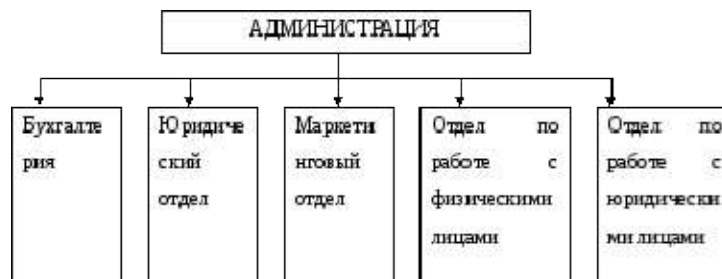 АДМИНИСТРАЦИЯ
Бухгалте
рия
Юридиче
ский
отдел
Маркети
нговый
отдел
Отдел по
работе с
физическими
лицами
Отдел по
работе с
юридически
ми лицами